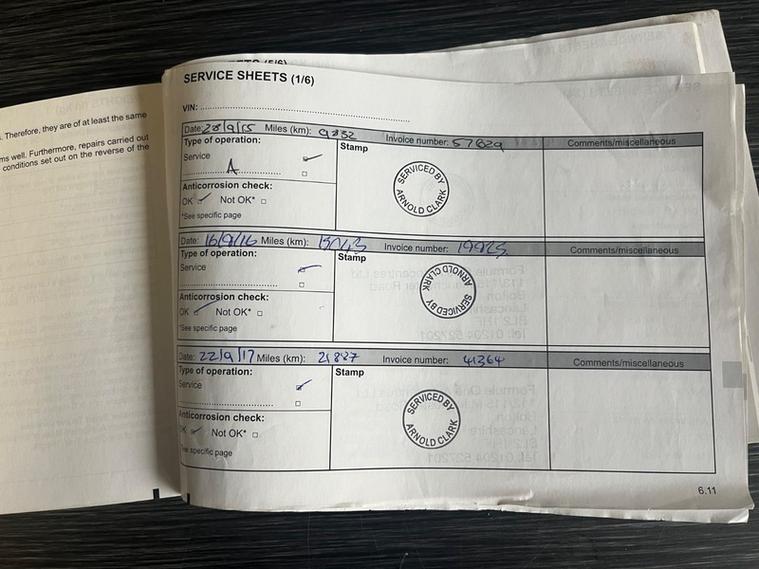 SERVICE SHEETS (1/6)
. Therefore, they are of at least the same
ms well. Furthermore, repairs carried out
conditions set out on the reverse of the
VIN:
Date: 28/9/15 Miles (km): 9832 Invoice number: 57629 Comments/miscellaneous
Type of operation: Stamp
Service
A
Anticorrosion check:
OK Not OK*
*See specific page
SERVICED BY
ARNOLD CLARK
Date: 16/9/16 Miles (km): Invoice number: 19925 Comments/miscellaneous
Type of operation: Stamp
Service
Anticorrosion check:
OK Not OK*
*See specific page
SERVICED BY
ARNOLD CLARK
Date: 22/9/17 Miles (km): 21827 Invoice number: 41364 Comments/miscellaneous
Type of operation: Stamp
Service
Anticorrosion check:
OK Not OK*
See specific page
SERVICED BY
ARNOLD CLARK
6.11